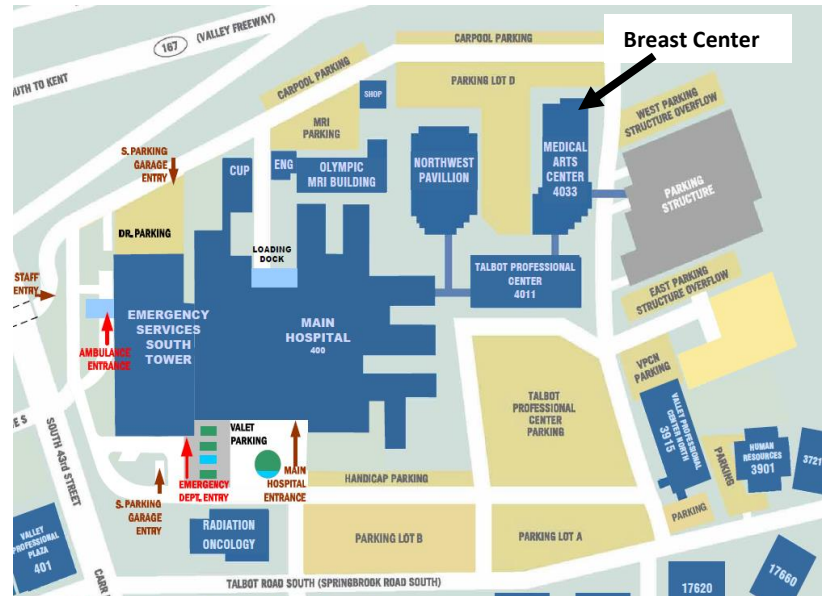 167
(VALLEY FREEWAY)
UTH TO KENT
CARPOOL PARKING
Breast Center
CARPOOL PARKING
PARKING LOT D
SHOP
MRI
PARKING
WEST PARKING
STRUCTURE OVERFLOW
S. PARKING
GARAGE
ENTRY
CUP
ENG
OLYMPIC
MRI BUILDING
NORTHWEST
PAVILLION
MEDICAL
ARTS
CENTER
4033
PARKING
STRUCTURE
DR. PARKING
LOADING
DOCK
TALBOT PROFESSIONAL
CENTER
4011
EAST PARKING
STRUCTURE OVERFLOW
STAFF
ENTRY
EMERGENCY
SERVICES
SOUTH
TOWER
MAIN
HOSPITAL
400
AMBULANCE
ENTRANCE
VPCN
PARKING
TALBOT
PROFESSIONAL
CENTER
PARKING
VALLEY PROFESSIONAL
CENTER NORTH
3915
E S
SOUTH 43rd STREET
VALET
PARKING
HUMAN
RESOURCES
3901
3721
PARKING
EMERGENCY
DEPT. ENTRY
MAIN
HOSPITAL
ENTRANCE
HANDICAP PARKING
S. PARKING
GARAGE
ENTRY
PARKING
RADIATION
ONCOLOGY
PARKING LOT B
PARKING LOT A
VALLEY
PROFESSIONAL
PLAZA
401
CARR
TALBOT ROAD SOUTH (SPRINGBROOK ROAD SOUTH)
17620
17660